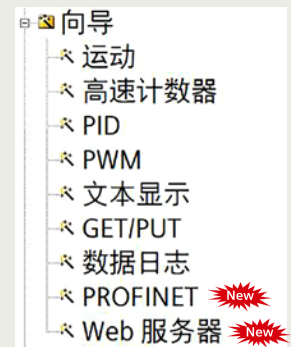 向导
运动
高速计数器
PID
PWM
文本显示
GET/PUT
数据日志
PROFINET New
Web 服务器 New